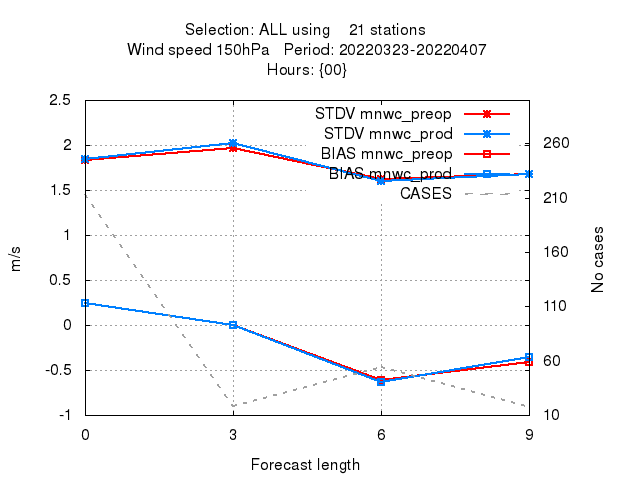 Selection: ALL using 21 stations
Wind speed 150hPa Period: 20220323-20220407
Hours: {00}
2.5
2
1.5
1
0.5
0
-0.5
-1
m/s
STDV mnwc_preop
STDV mnwc_prod
BIAS mnwc_preop
BIAS mnwc_prod
CASES
260
210
160
110
60
10
No cases
0 3 6 9
Forecast length